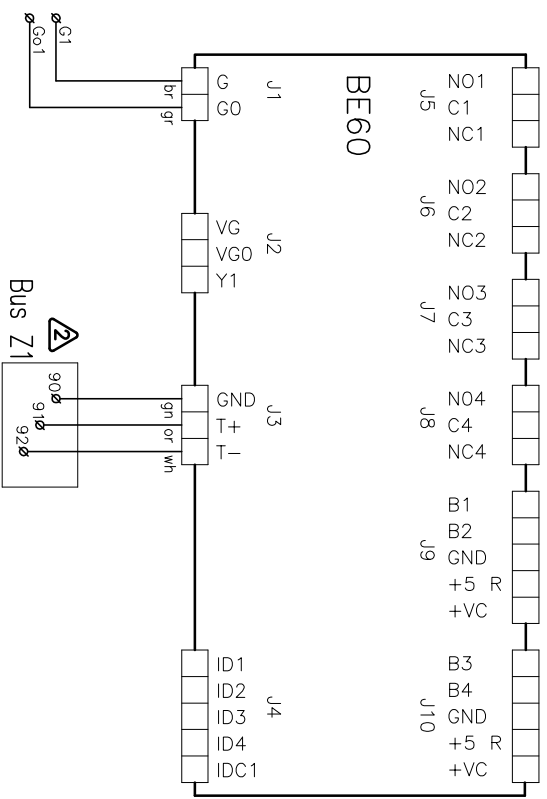 Go1
G1
BE60
G
G0
br
gr
J1
VG
VG0
Y1
J2
GND
T+
T-
gn
or
wh
J3
ID1
ID2
ID3
ID4
IDC1
J4
NO1
C1
NC1
J5
NO2
C2
NC2
J6
NO3
C3
NC3
J7
NO4
C4
NC4
J8
B1
B2
GND
+5 R
+VC
J9
B3
B4
GND
+5 R
+VC
J10
2
Bus Z1
90
91
92